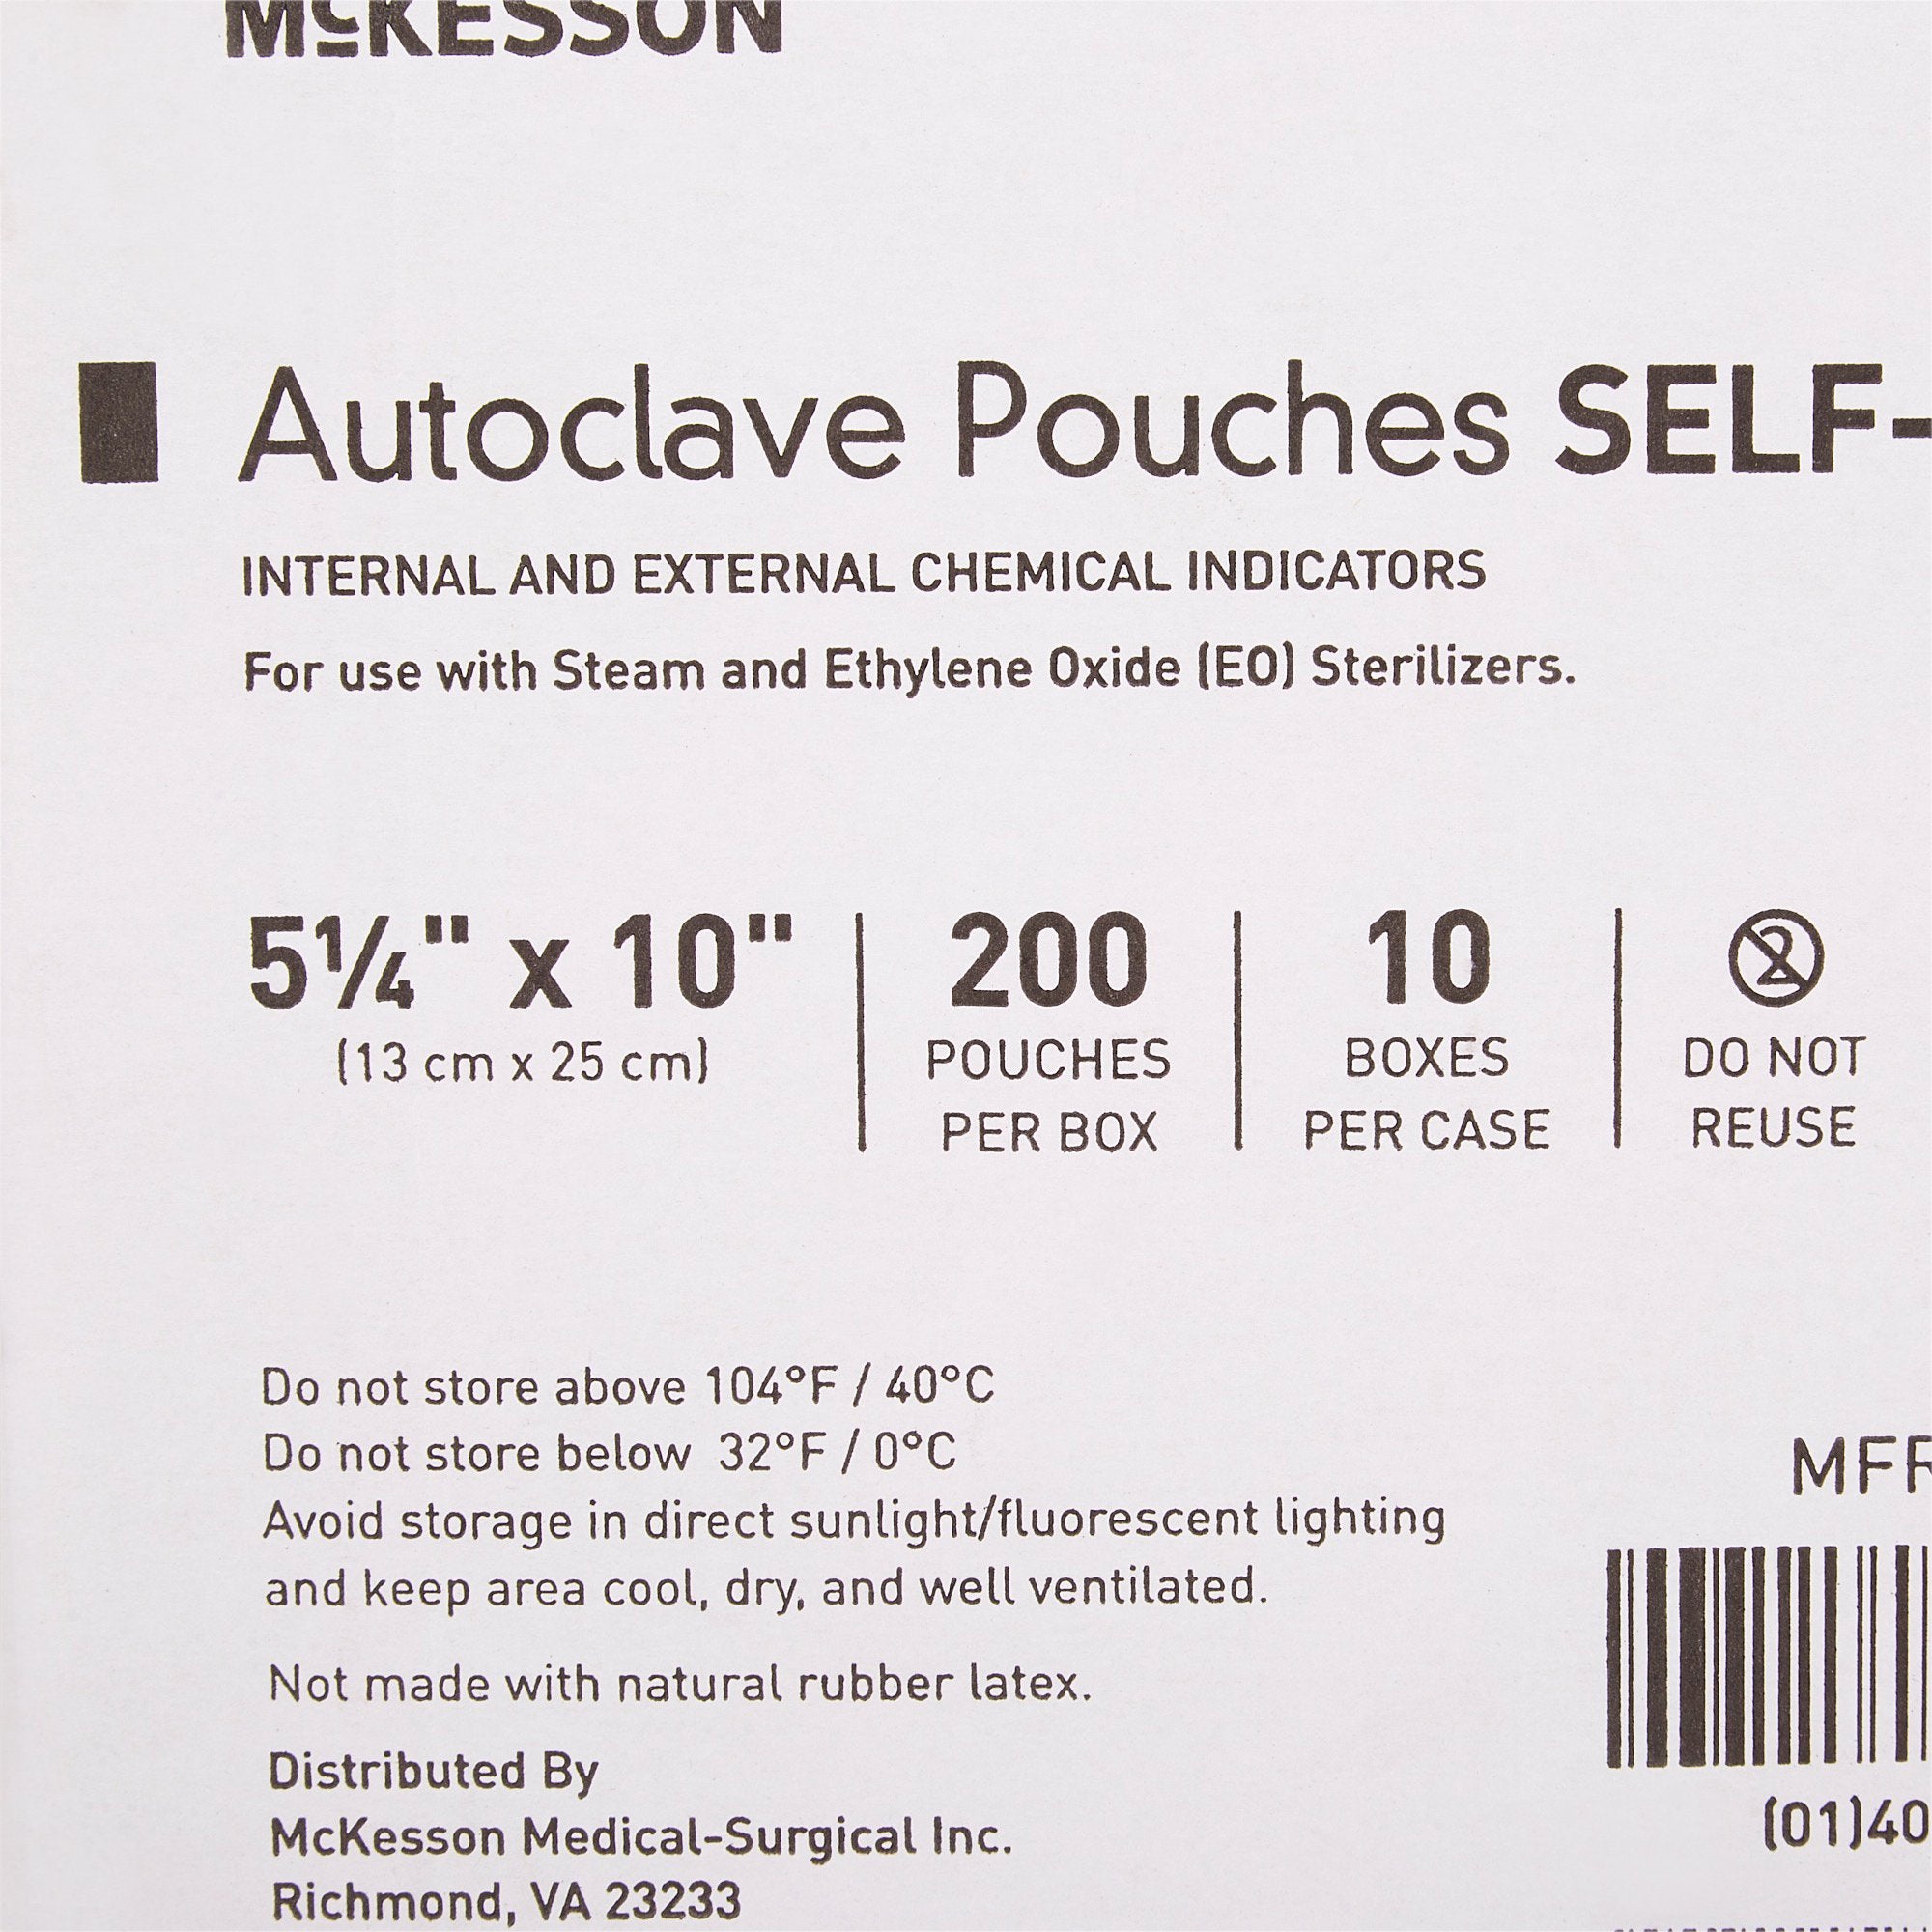 McKESSON
Autoclave Pouches SELF-
INTERNAL AND EXTERNAL CHEMICAL INDICATORS
For use with Steam and Ethylene Oxide (EO) Sterilizers.
5¼" x 10"
(13 cm x 25 cm)
200
POUCHES
PER BOX
10
BOXES
PER CASE
2
DO NOT
REUSE
Do not store above 104°F / 40°C
Do not store below 32°F / 0°C
Avoid storage in direct sunlight/fluorescent lighting
and keep area cool, dry, and well ventilated.
Not made with natural rubber latex.
Distributed By
McKesson Medical-Surgical Inc.
Richmond, VA 23233
MFR
(01)40